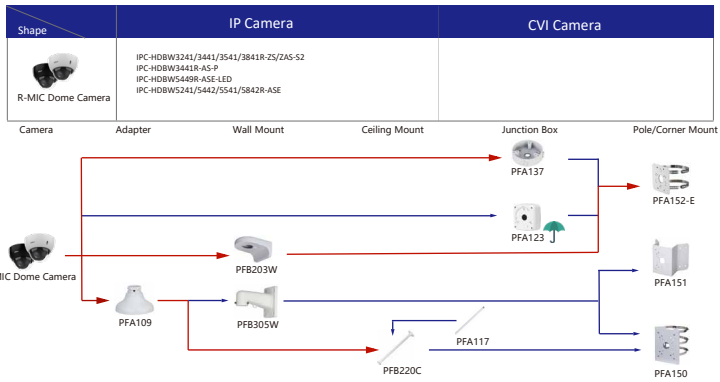 Shape
IP Camera
CVI Camera
R-MIC Dome Camera
IPC-HDBW3241/3441/3541/3841R-ZS/ZAS-S2
IPC-HDBW3441R-AS-P
IPC-HDBW5449R-ASE-LED
IPC-HDBW5241/5442/5541/5842R-ASE
Camera
Adapter
Wall Mount
Ceiling Mount
Junction Box
Pole/Corner Mount
PFA137
PFA152-E
PFA123
MIC Dome Camera
PFB203W
PFA151
PFA109
PFB305W
PFA117
PFB220C
PFA150